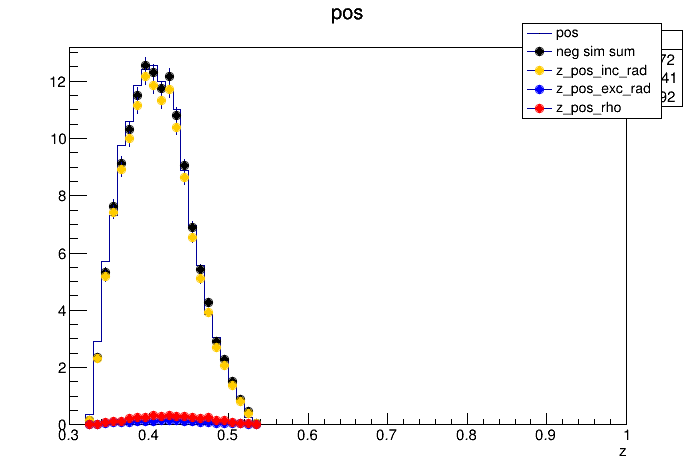 pos
pos
neg sim sum
z_pos_inc_rad
z_pos_exc_rad
z_pos_rho
72
41
92
12
10
8
6
4
2
0
0.3 0.4 0.5 0.6 0.7 0.8 0.9 1
z